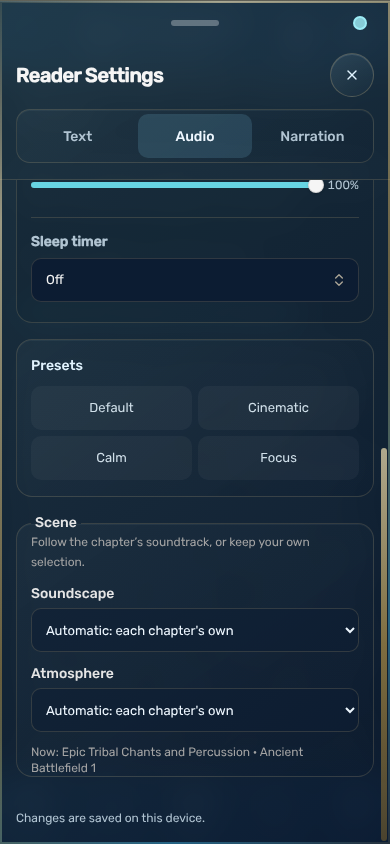 Reader Settings
Text
Audio
Narration
100%
Sleep timer
Off
Presets
Default
Cinematic
Calm
Focus
Scene
Follow the chapter's soundtrack, or keep your own
selection.
Soundscape
Automatic: each chapter's own
Atmosphere
Automatic: each chapter's own
Now: Epic Tribal Chants and Percussion • Ancient
Battlefield 1
Changes are saved on this device.